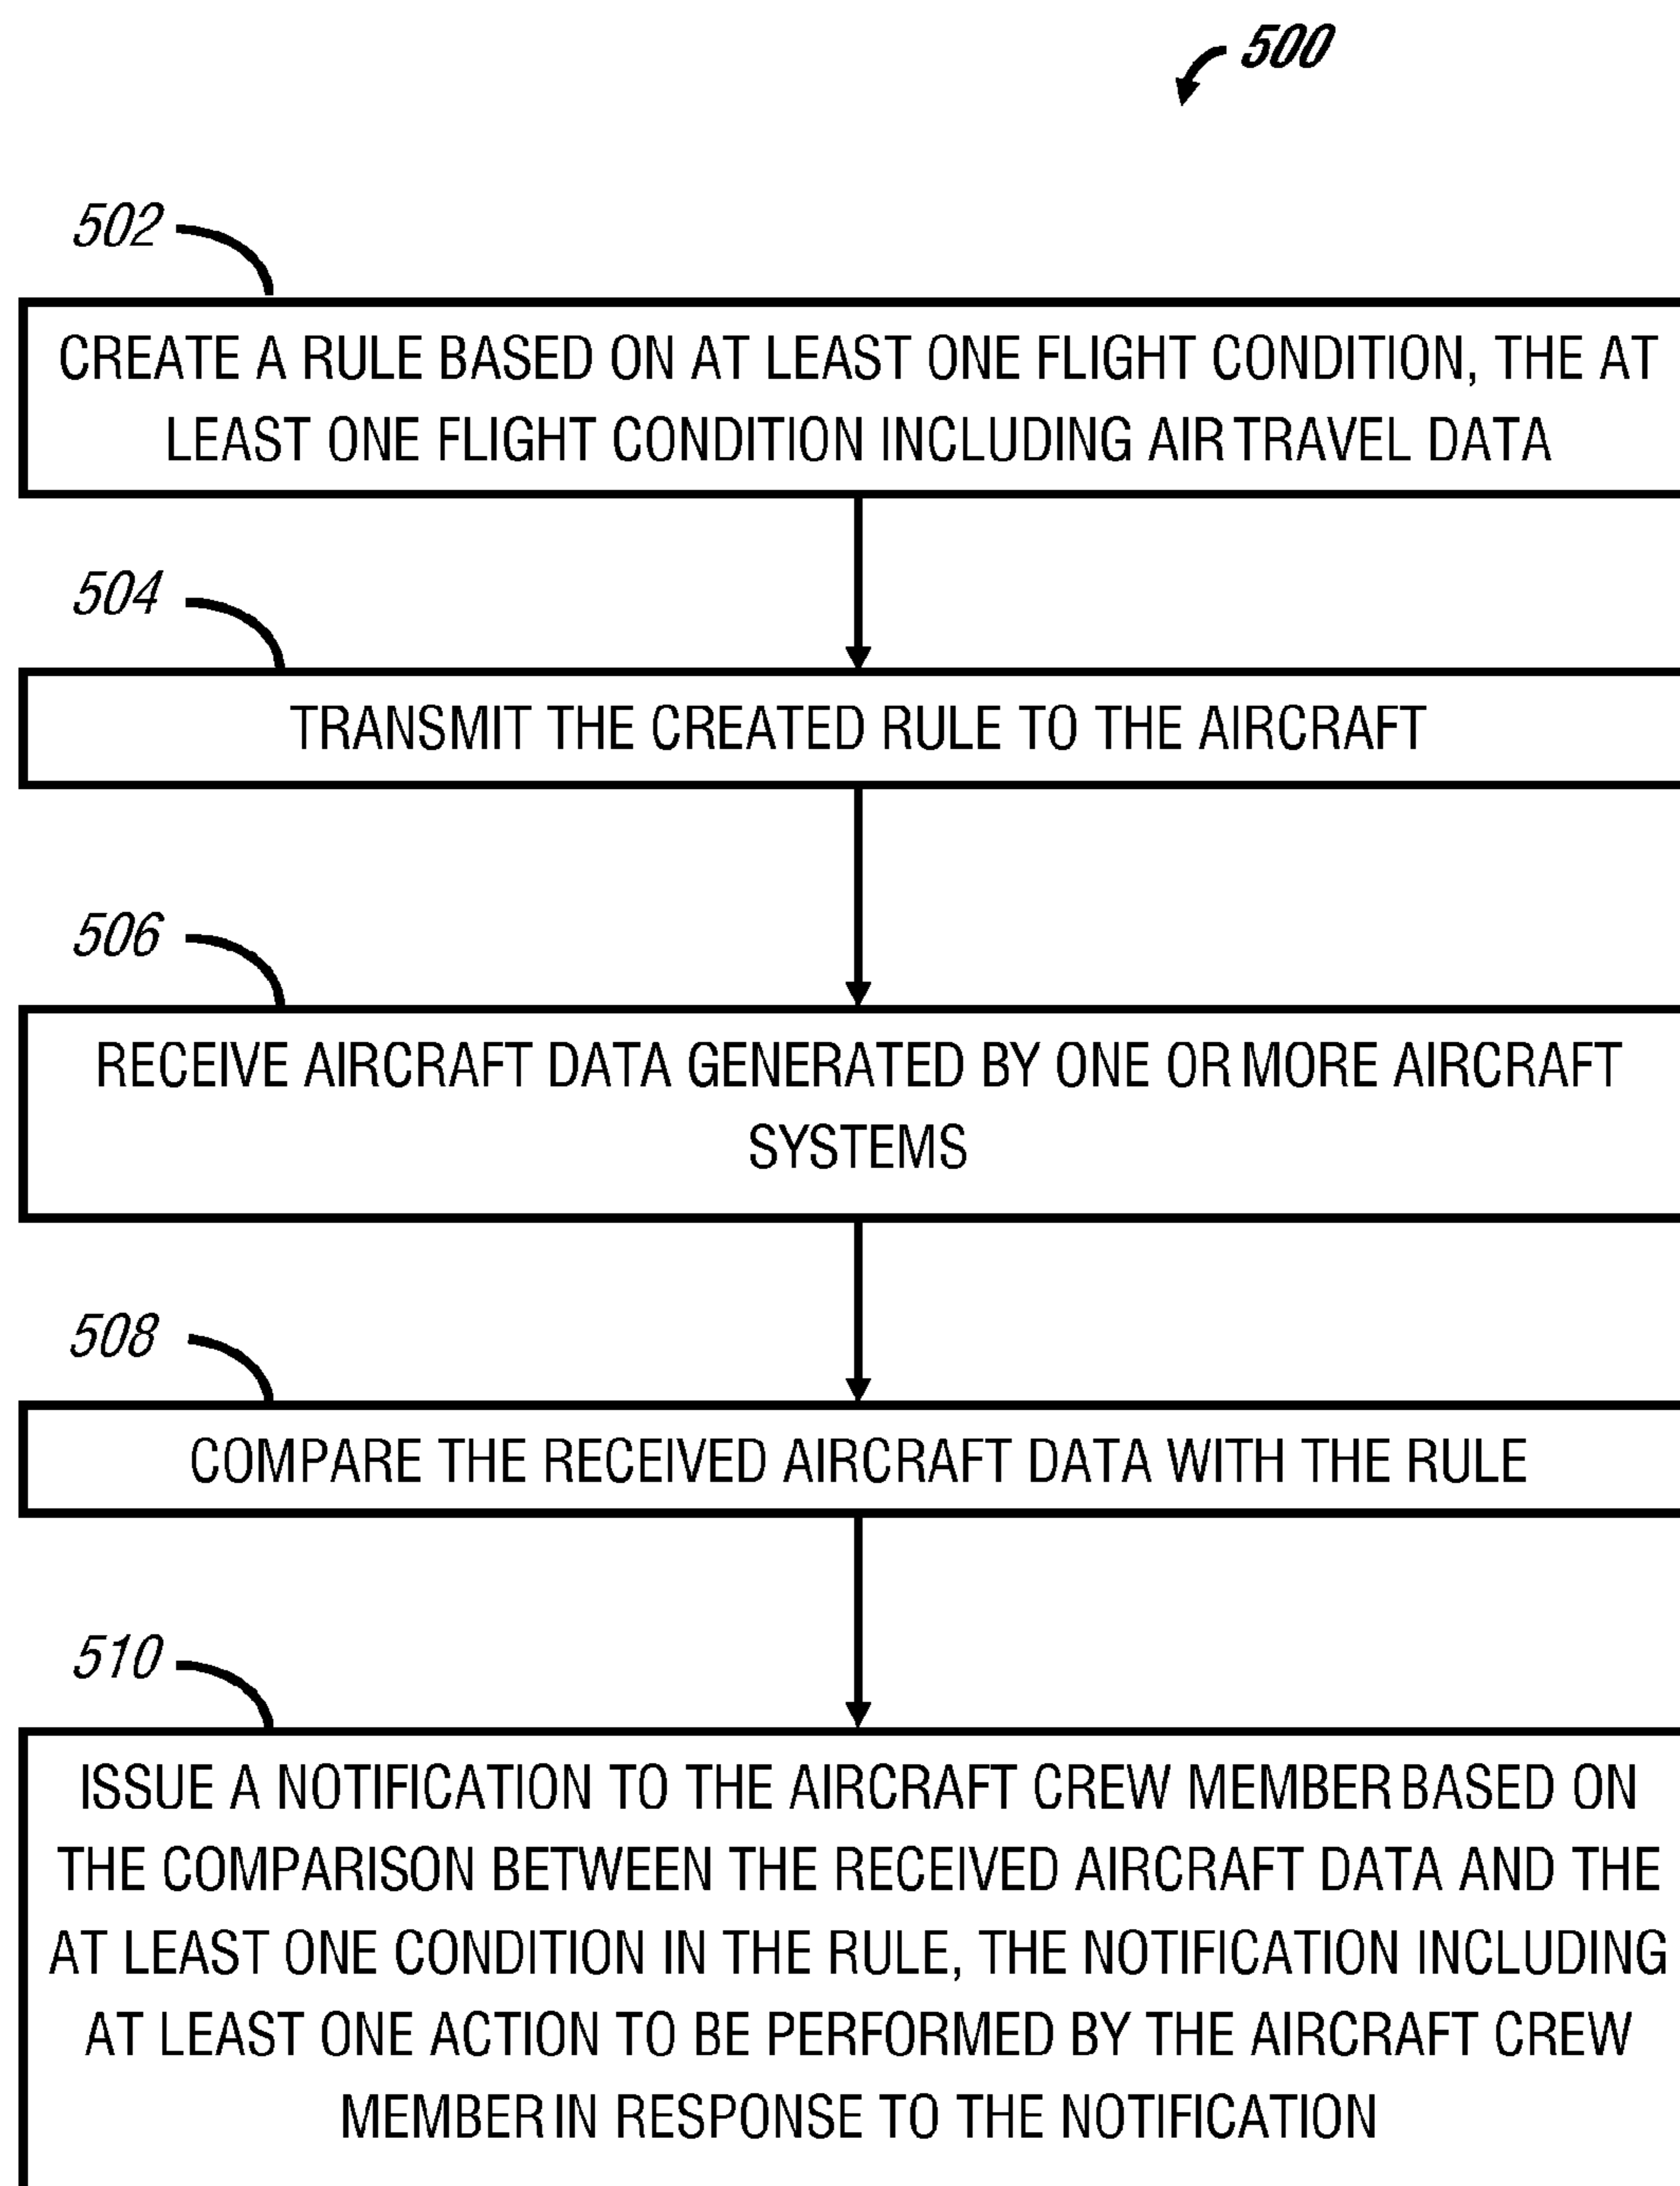 500
502
CREATE A RULE BASED ON AT LEAST ONE FLIGHT CONDITION, THE AT
LEAST ONE FLIGHT CONDITION INCLUDING AIR TRAVEL DATA
504
TRANSMIT THE CREATED RULE TO THE AIRCRAFT
506
RECEIVE AIRCRAFT DATA GENERATED BY ONE OR MORE AIRCRAFT
SYSTEMS
508
COMPARE THE RECEIVED AIRCRAFT DATA WITH THE RULE
510
ISSUE A NOTIFICATION TO THE AIRCRAFT CREW MEMBER BASED ON
THE COMPARISON BETWEEN THE RECEIVED AIRCRAFT DATA AND THE
AT LEAST ONE CONDITION IN THE RULE, THE NOTIFICATION INCLUDING
AT LEAST ONE ACTION TO BE PERFORMED BY THE AIRCRAFT CREW
MEMBER IN RESPONSE TO THE NOTIFICATION